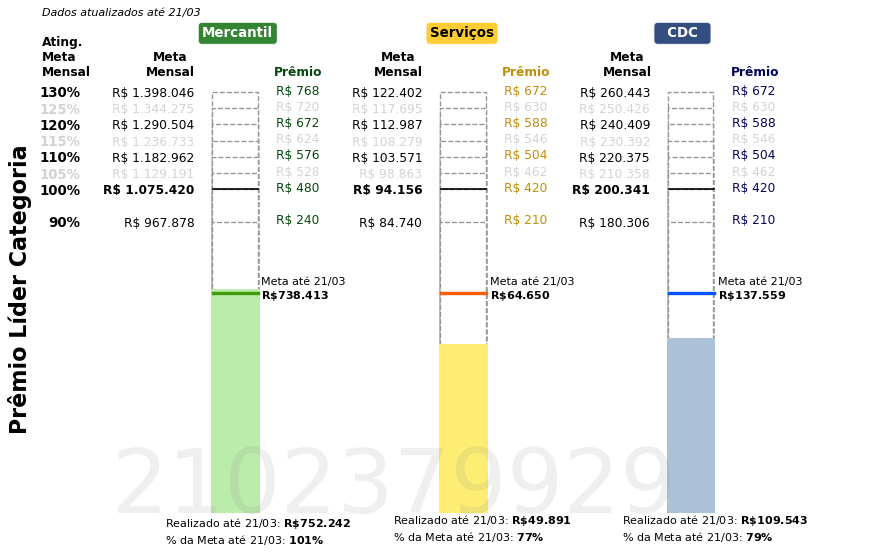 Dados atualizados até 21/03
Mercantil Serviços CDC
Ating.
Meta Meta Meta Meta
Mensal Mensal Prêmio Mensal Prêmio Mensal Prêmio
130% R$ 1.398.046 R$ 768 R$ 122.402 R$ 672 R$ 260.443 R$ 672
125% R$ 1.344.275 R$ 720 R$ 117.695 R$ 630 R$ 250.426 R$ 630
120% R$ 1.290.504 R$ 672 R$ 112.987 R$ 588 R$ 240.409 R$ 588
115% R$ 1.236.733 R$ 624 R$ 108.279 R$ 546 R$ 230.392 R$ 546
110% R$ 1.182.962 R$ 576 R$ 103.571 R$ 504 R$ 220.375 R$ 504
105% R$ 1.129.191 R$ 528 R$ 98.863 R$ 462 R$ 210.358 R$ 462
100% R$ 1.075.420 R$ 480 R$ 94.156 R$ 420 R$ 200.341 R$ 420
90% R$ 967.878 R$ 240 R$ 84.740 R$ 210 R$ 180.306 R$ 210
Prêmio Líder Categoria
Meta até 21/03 Meta até 21/03 Meta até 21/03
R$738.413 R$64.650 R$137.559
2102379929
Realizado até 21/03: R$752.242 Realizado até 21/03: R$49.891 Realizado até 21/03: R$109.543
% da Meta até 21/03: 101% % da Meta até 21/03: 77% % da Meta até 21/03: 79%